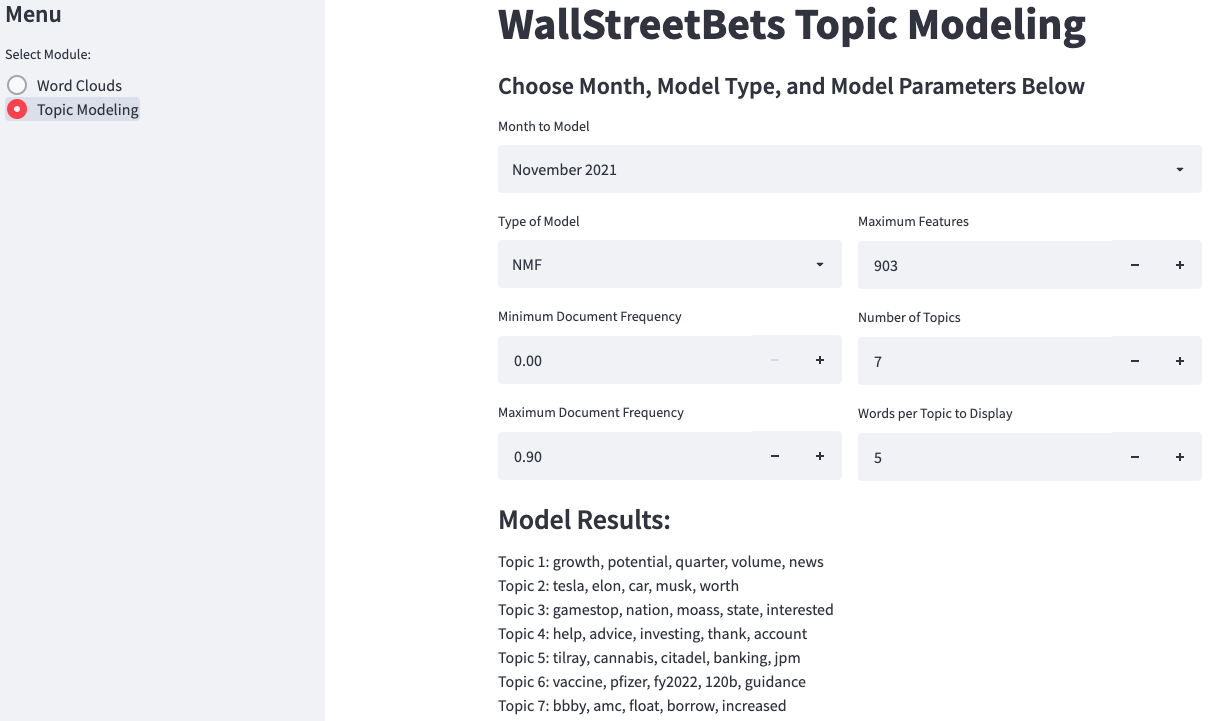 Menu
Select Module:
Word Clouds
Topic Modeling
WallStreetBets Topic Modeling
Choose Month, Model Type, and Model Parameters Below
Month to Model
November 2021
Type of Model
Maximum Features
NMF
903
Minimum Document Frequency
Number of Topics
0.00
7
Maximum Document Frequency
Words per Topic to Display
0.90
5
Model Results:
Topic 1: growth, potential, quarter, volume, news
Topic 2: tesla, elon, car, musk, worth
Topic 3: gamestop, nation, moass, state, interested
Topic 4: help, advice, investing, thank, account
Topic 5: tilray, cannabis, citadel, banking, jpm
Topic 6: vaccine, pfizer, fy2022, 120b, guidance
Topic 7: bbby, amc, float, borrow, increased